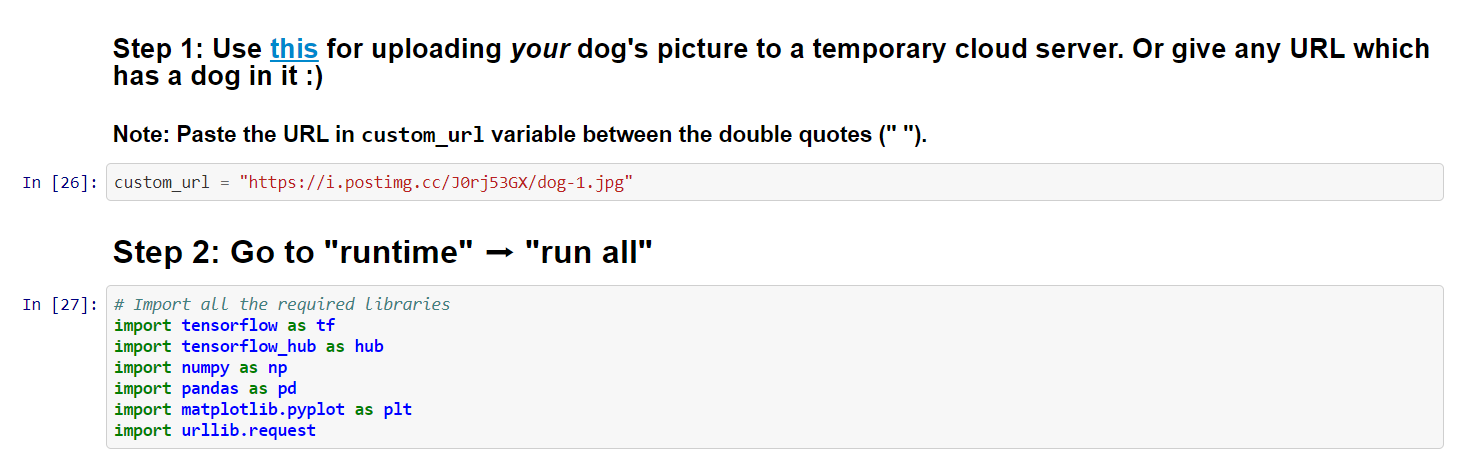 Step 1: Use this for uploading your dog's picture to a temporary cloud server. Or give any URL which
has a dog in it :)
Note: Paste the URL in custom_url variable between the double quotes (" ").
In [26]: custom_url = "https://i.postimg.cc/J0rj53GX/dog-1.jpg"
Step 2: Go to "runtime" → "run all"
In [27]: # Import all the required libraries
import tensorflow as tf
import tensorflow_hub as hub
import numpy as np
import pandas as pd
import matplotlib.pyplot as plt
import urllib.request